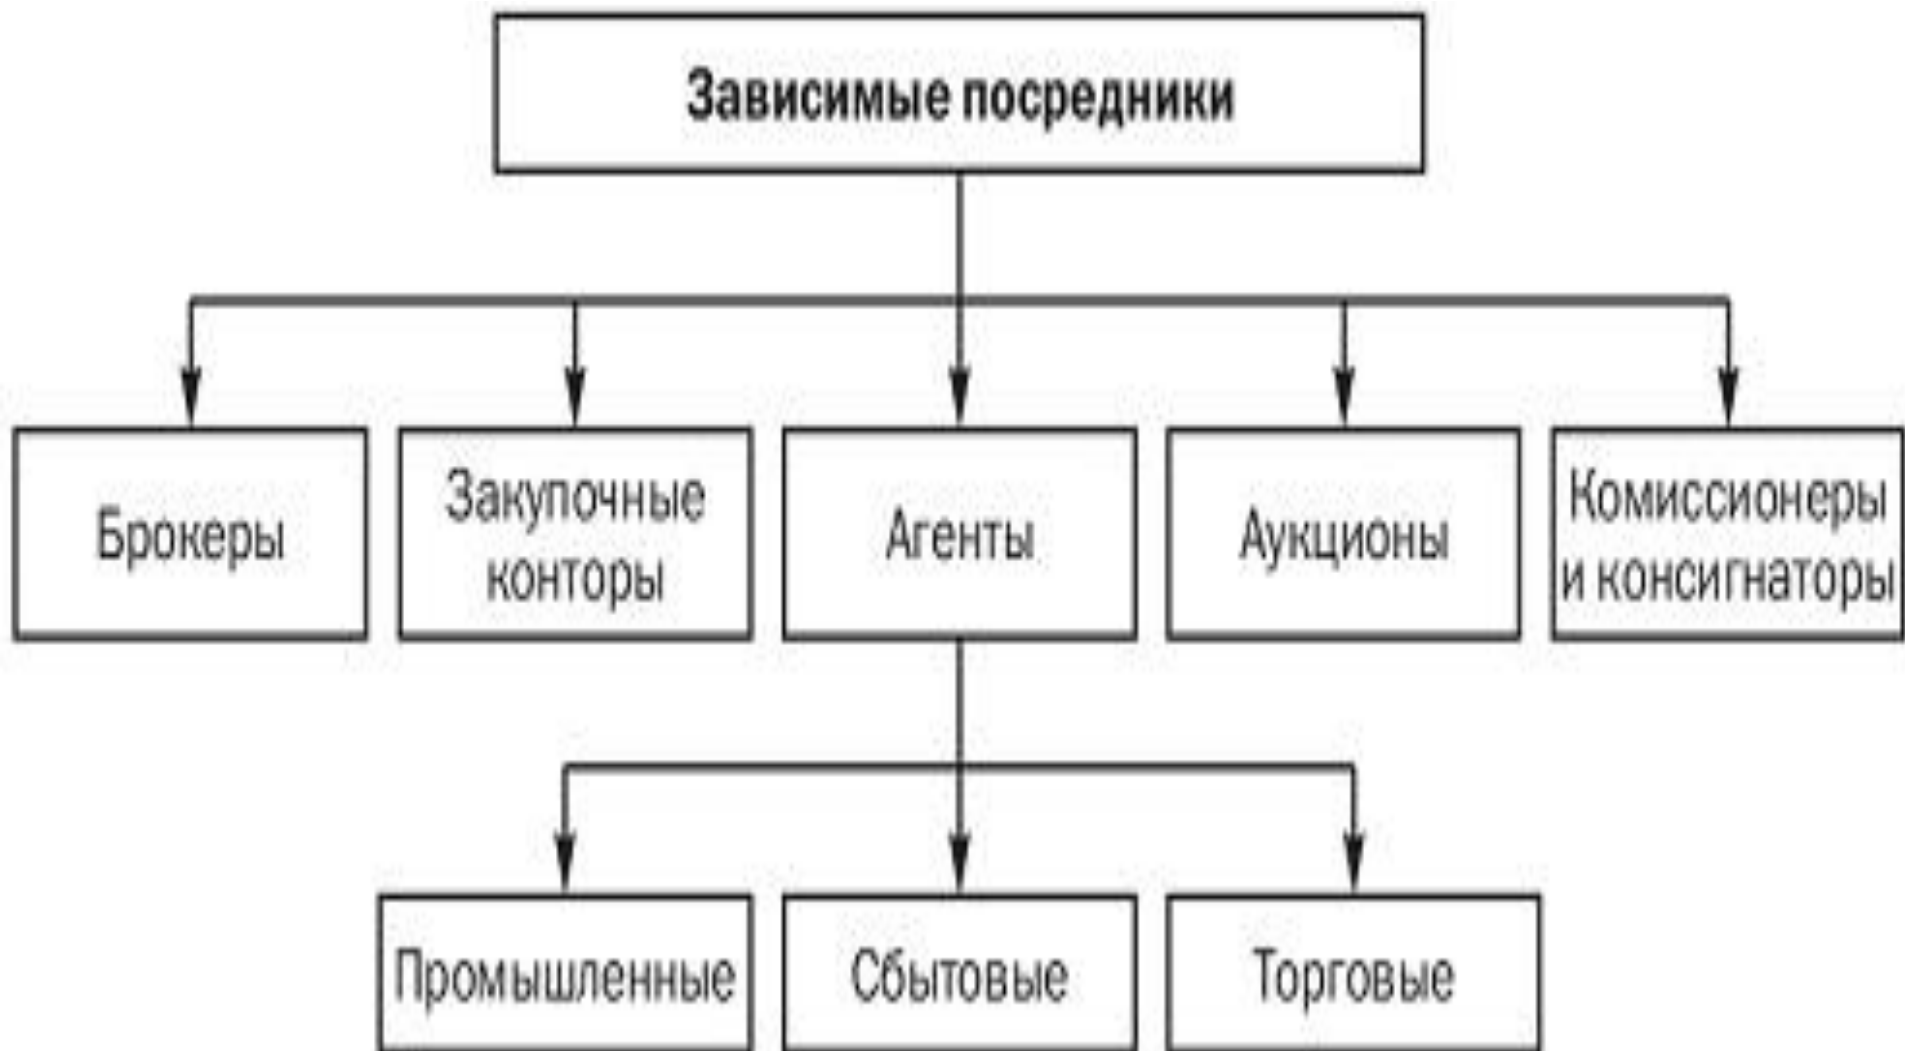 Зависимые посредники
Брокеры
Закупочные
конторы
Агенты
Аукционы
Комиссионеры
и консигнаторы
Промышленные
Сбытовые
Торговые